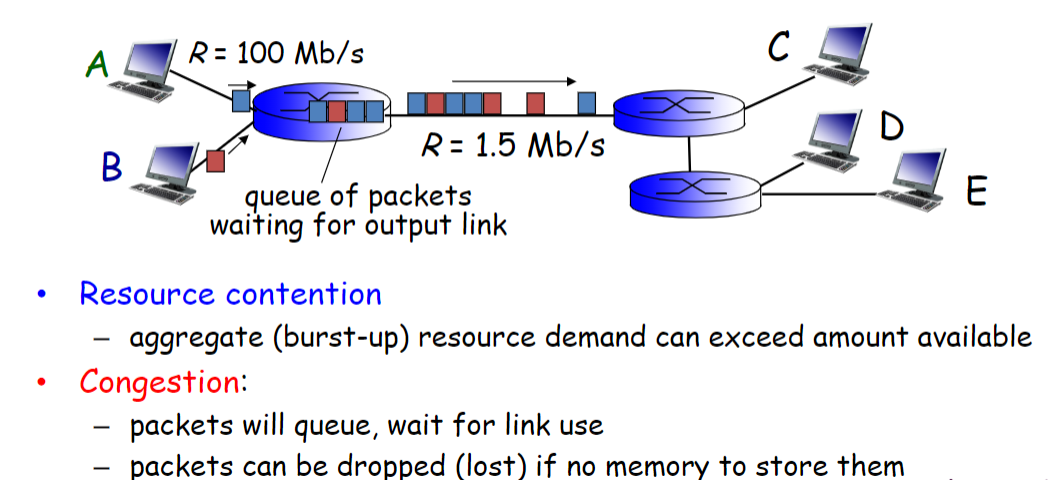 A
R = 100 Mb/s
C
R = 1.5 Mb/s
D
B
E
queue of packets
waiting for output link
• Resource contention
– aggregate (burst-up) resource demand can exceed amount available
• Congestion:
– packets will queue, wait for link use
– packets can be dropped (lost) if no memory to store them